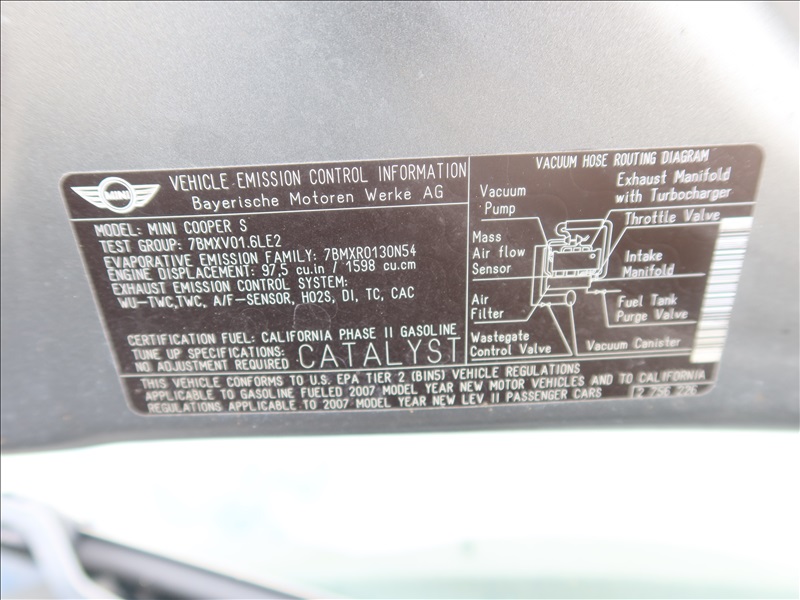 MINI
VEHICLE EMISSION CONTROL INFORMATION
Bayerische Motoren Werke AG
MODEL: MINI COOPER S
TEST GROUP: 7BMXV01.6LE2
EVAPORATIVE EMISSION FAMILY: 7BMXR0130N54
ENGINE DISPLACEMENT: 97,5 cu.in / 1598 cu.cm
EXHAUST EMISSION CONTROL SYSTEM:
WU-TWC,TWC, A/F-SENSOR, HO2S, DI, TC, CAC
CERTIFICATION FUEL: CALIFORNIA PHASE II GASOLINE
TUNE UP SPECIFICATIONS:
NO ADJUSTMENT REQUIRED
CATALYST
VACUUM HOSE ROUTING DIAGRAM
Vacuum
Pump
Exhaust Manifold
with Turbocharger
Throttle Valve
Mass
Air flow
Sensor
Intake
Manifold
Air
Filter
Fuel Tank
Purge Valve
Wastegate
Control Valve
Vacuum Canister
THIS VEHICLE CONFORMS TO U.S. EPA TIER 2 (BIN5) VEHICLE REGULATIONS
APPLICABLE TO GASOLINE FUELED 2007 MODEL YEAR NEW MOTOR VEHICLES AND TO CALIFORNIA
REGULATIONS APPLICABLE TO 2007 MODEL YEAR NEW LEV II PASSENGER CARS
2 756 226